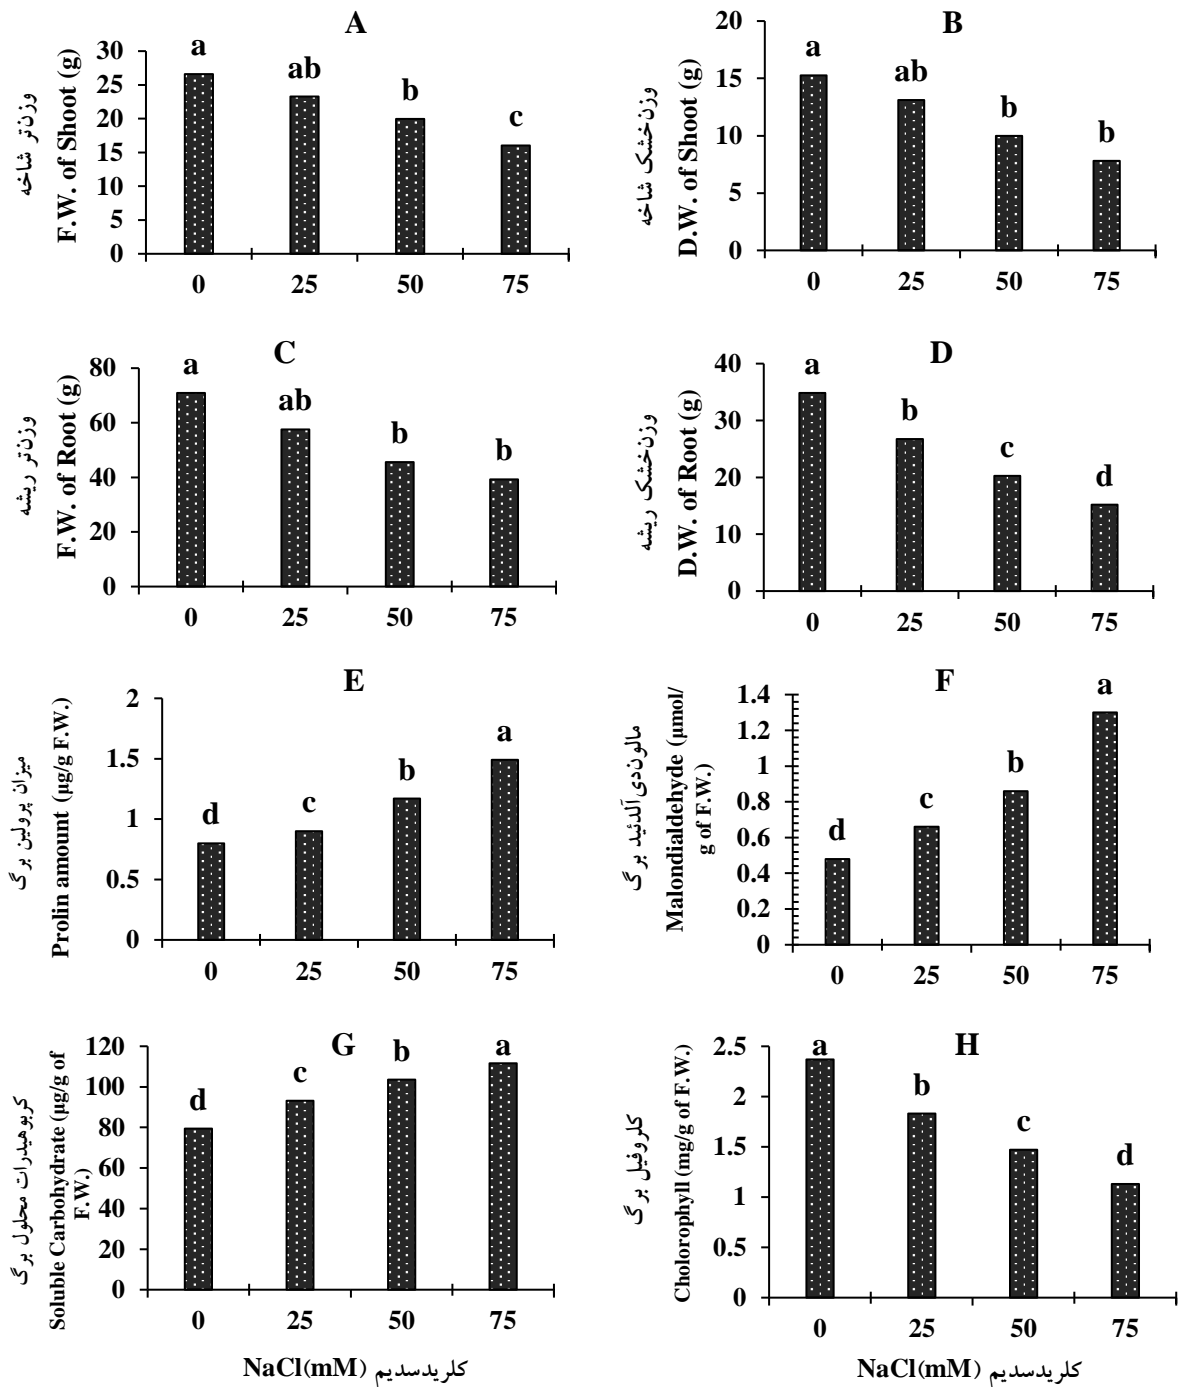 A
وزن‌تر شاخه
F.W. of Shoot (g)
30
25
20
15
10
5
0
a
ab
b
c
0 25 50 75
B
وزن‌خشک شاخه
D.W. of Shoot (g)
20
15
10
5
0
a
ab
b
b
0 25 50 75
C
وزن‌تر ریشه
F.W. of Root (g)
80
60
40
20
0
a
ab
b
b
0 25 50 75
D
وزن‌خشک ریشه
D.W. of Root (g)
40
30
20
10
0
a
b
c
d
0 25 50 75
E
میزان پرولین برگ
Prolin amount (µg/g F.W.)
2
1.5
1
0.5
0
d
c
b
a
0 25 50 75
F
مالون‌دی‌آلدئید برگ
Malondialdehyde (µmol/
g of F.W.)
1.4
1.2
1
0.8
0.6
0.4
0.2
0
d
c
b
a
0 25 50 75
G
کربوهیدرات محلول برگ
Soluble Carbohydrate (µg/g of
F.W.)
120
100
80
60
40
20
0
d
c
b
a
0 25 50 75
NaCl(mM) کلریدسدیم
H
کلروفیل برگ
Cholorophyll (mg/g of F.W.)
2.5
2
1.5
1
0.5
0
a
b
c
d
0 25 50 75
NaCl(mM) کلریدسدیم